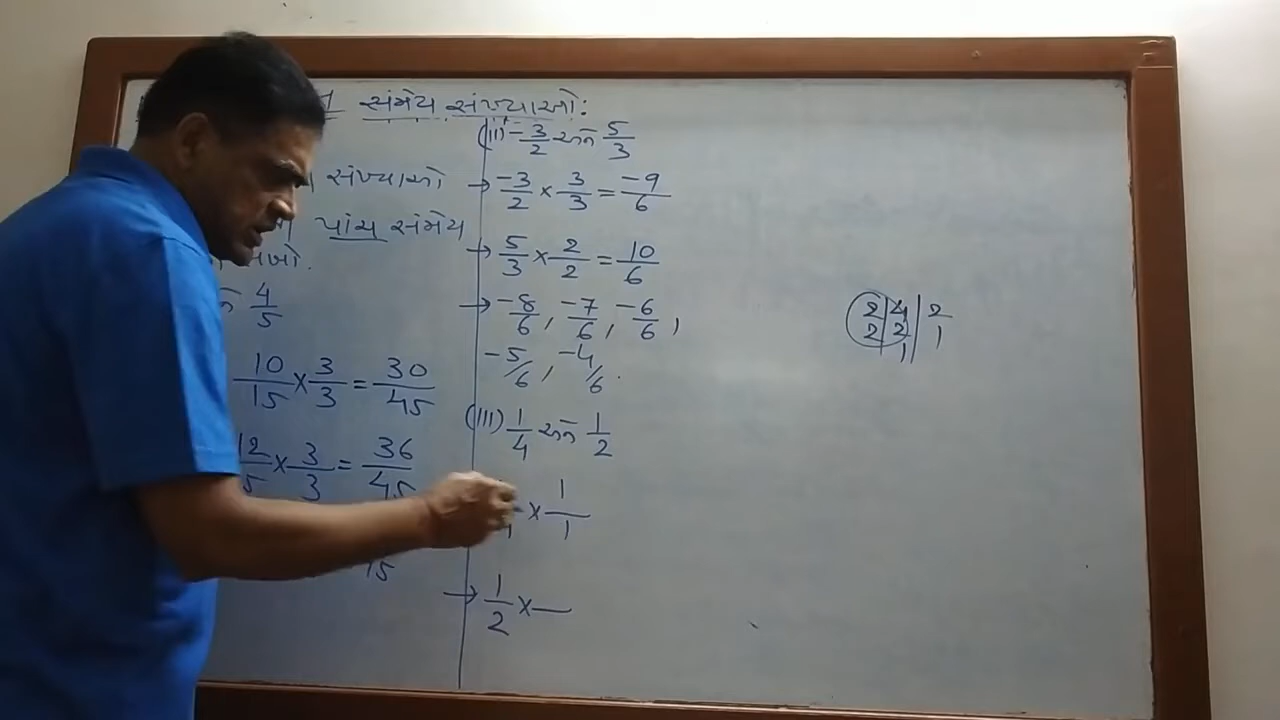 સંમેય સંખ્યાઓ:
સંખ્યાઓ
પાંચ સંમેય
4/5
10/15 × 3/3 = 30/45
12/5 × 3/3 = 36/45
15
(ii) -3/2 અને 5/3
→ -3/2 × 3/3 = -9/6
→ 5/3 × 2/2 = 10/6
→ -8/6, -7/6, -6/6,
-5/6, -4/6.
(iii) 1/4 અને 1/2
× 1/1
→ 1/2 × —
2 | 4 | 2
2 | 2 | 1
1